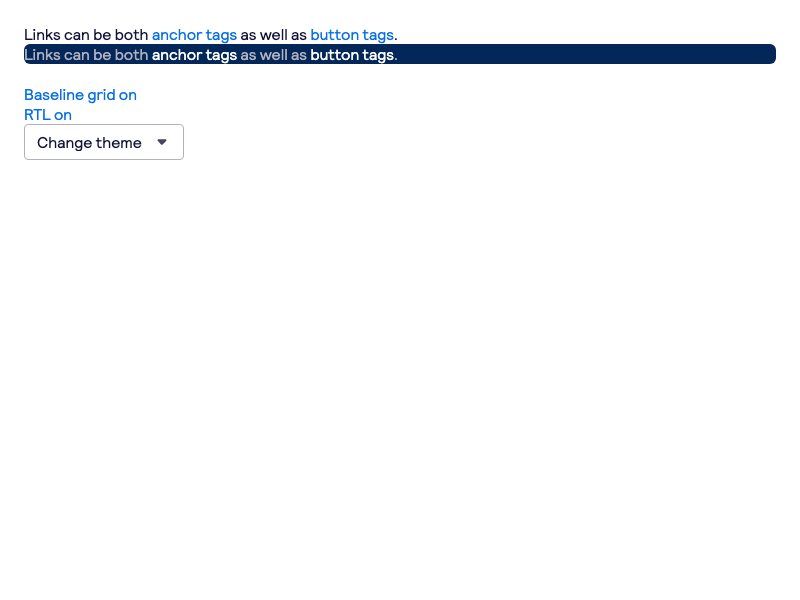 Links can be both anchor tags as well as button tags.
Links can be both anchor tags as well as button tags.
Baseline grid on
RTL on
Change theme